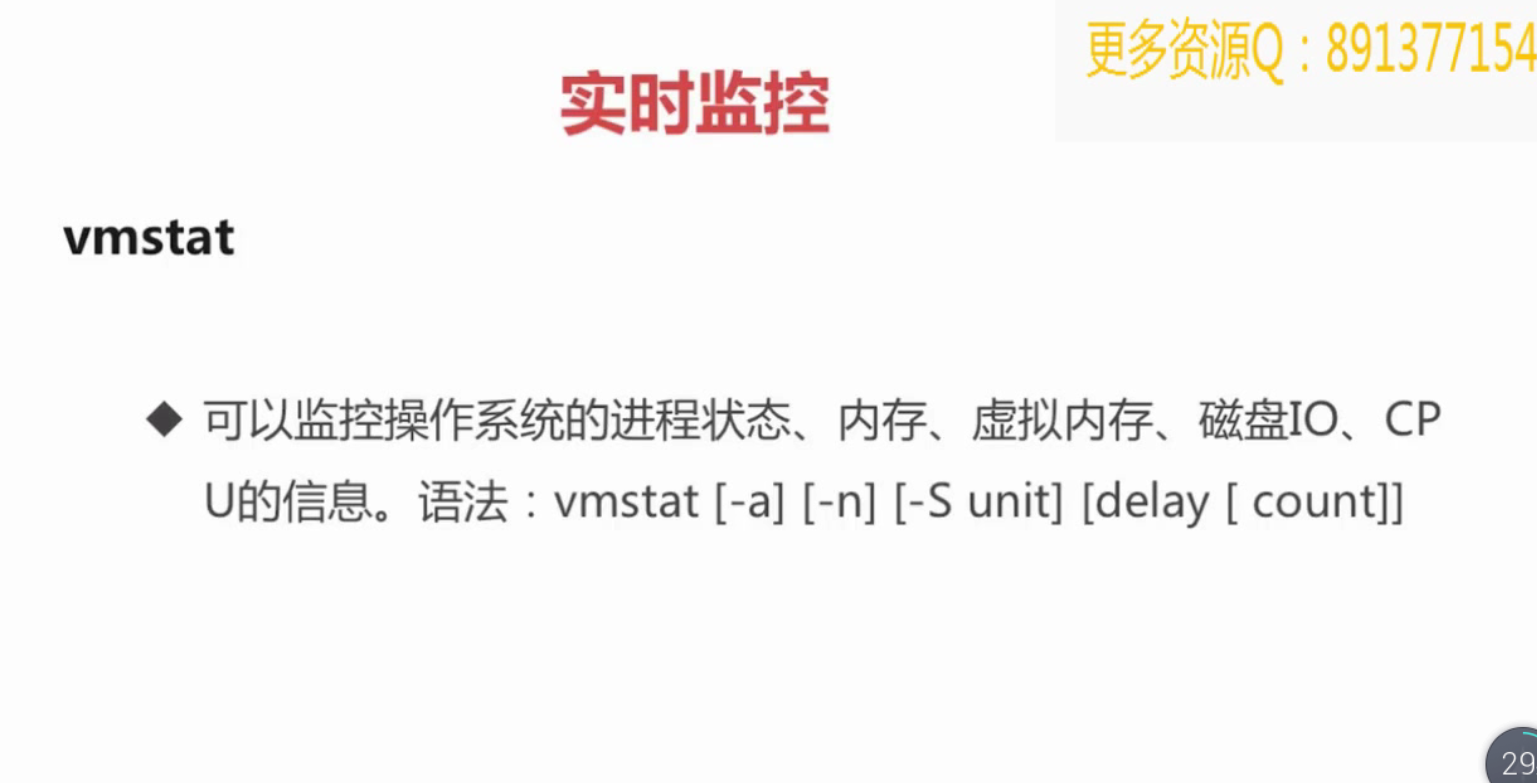 更多资源Q：891377154
实时监控
vmstat
◆ 可以监控操作系统的进程状态、内存、虚拟内存、磁盘IO、CP
U的信息。语法：vmstat [-a] [-n] [-S unit] [delay [ count]]
29